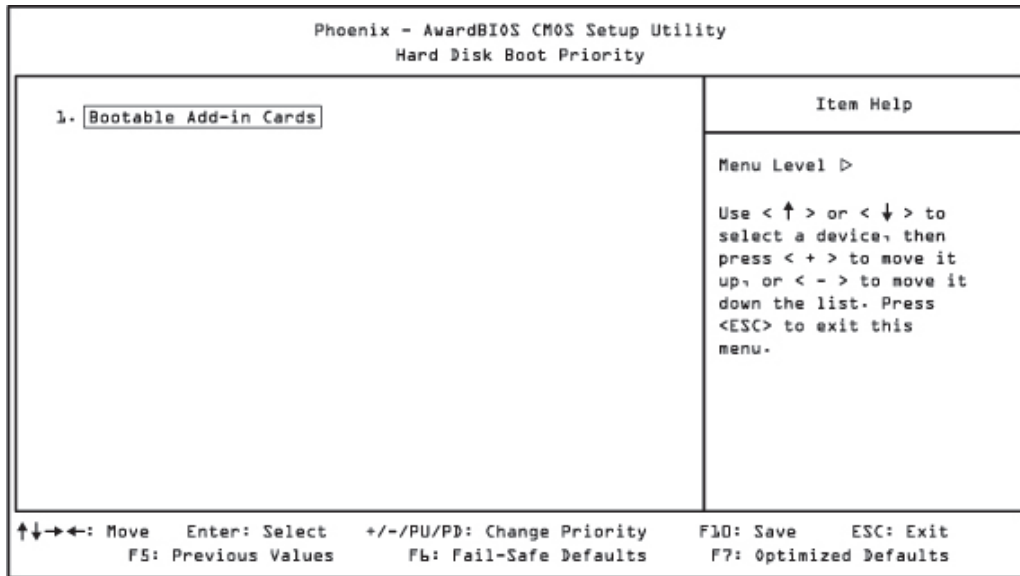 Phoenix - AwardBIOS CMOS Setup Utility
Hard Disk Boot Priority
1. Bootable Add-in Cards
Item Help
Menu Level ▷
Use < ↑ > or < ↓ > to
select a device, then
press < + > to move it
up, or < - > to move it
down the list. Press
<ESC> to exit this
menu.
↑↓→←: Move Enter: Select +/-/PU/PD: Change Priority F10: Save ESC: Exit
F5: Previous Values F6: Fail-Safe Defaults F7: Optimized Defaults